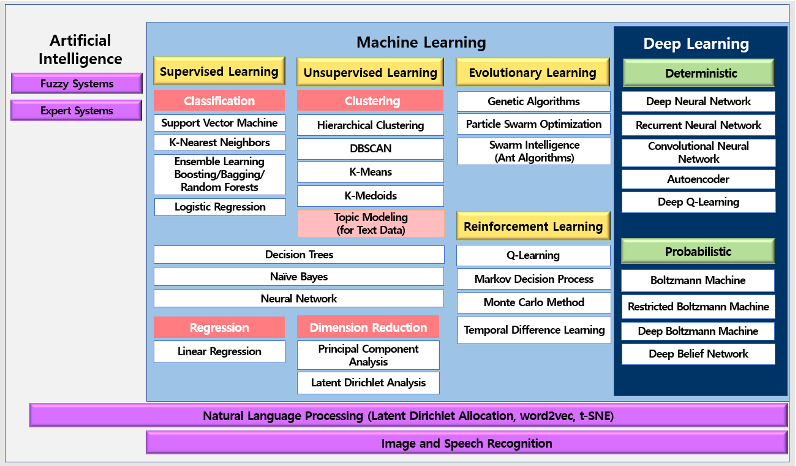 Artificial
Intelligence
Fuzzy Systems
Expert Systems
Machine Learning
Supervised Learning
Classification
Support Vector Machine
K-Nearest Neighbors
Ensemble Learning
Boosting/Bagging/
Random Forests
Logistic Regression
Unsupervised Learning
Clustering
Hierarchical Clustering
DBSCAN
K-Means
K-Medoids
Topic Modeling
(for Text Data)
Decision Trees
Naïve Bayes
Neural Network
Regression
Linear Regression
Dimension Reduction
Principal Component
Analysis
Latent Dirichlet Analysis
Evolutionary Learning
Genetic Algorithms
Particle Swarm Optimization
Swarm Intelligence
(Ant Algorithms)
Reinforcement Learning
Q-Learning
Markov Decision Process
Monte Carlo Method
Temporal Difference Learning
Deep Learning
Deterministic
Deep Neural Network
Recurrent Neural Network
Convolutional Neural
Network
Autoencoder
Deep Q-Learning
Probabilistic
Boltzmann Machine
Restricted Boltzmann Machine
Deep Boltzmann Machine
Deep Belief Network
Natural Language Processing (Latent Dirichlet Allocation, word2vec, t-SNE)
Image and Speech Recognition